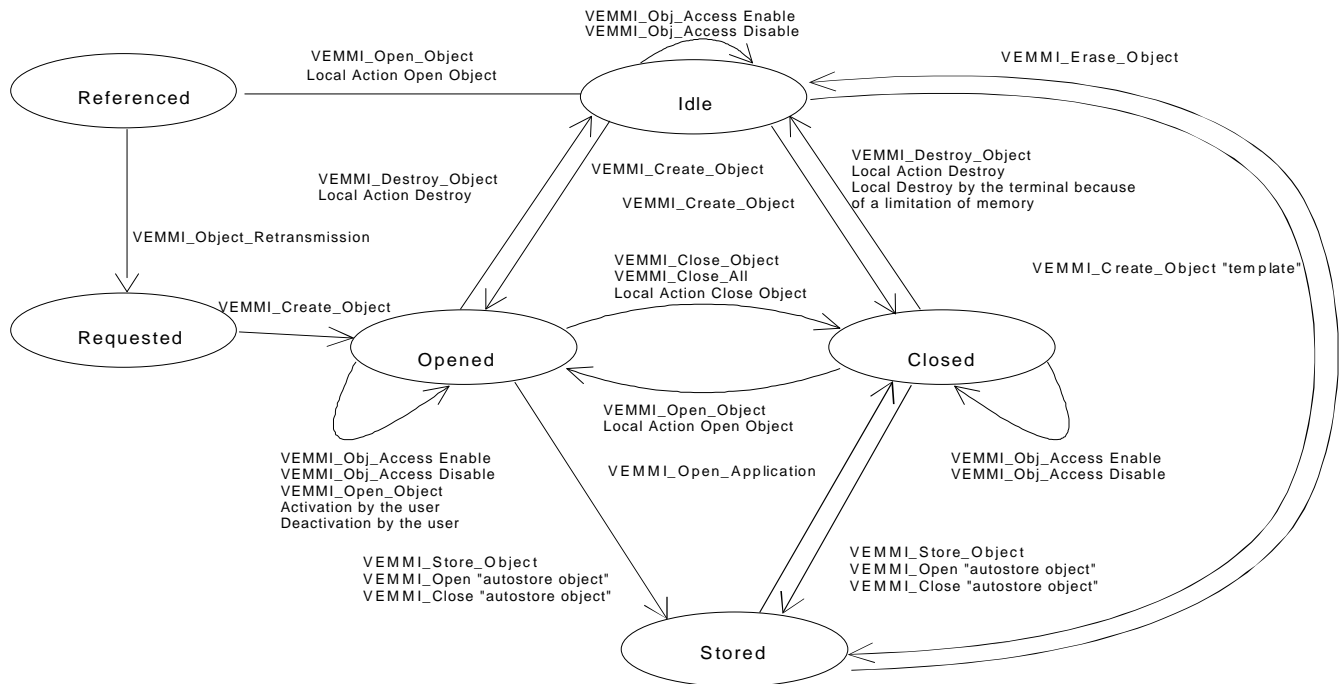 VEMMI_Obj_Access Enable
VEMMI_Obj_Access Disable
VEMMI_Open_Object
Local Action Open Object
VEMMI_Erase_Object
Referenced
Idle
VEMMI_Destroy_Object
Local Action Destroy
VEMMI_Create_Object
VEMMI_Create_Object
VEMMI_Destroy_Object
Local Action Destroy
Local Destroy by the terminal because
of a limitation of memory
VEMMI_Object_Retransmission
VEMMI_Close_Object
VEMMI_Close_All
Local Action Close Object
VEMMI_Create_Object "template"
VEMMI_Create_Object
Requested
Opened
Closed
VEMMI_Open_Object
Local Action Open Object
VEMMI_Obj_Access Enable
VEMMI_Obj_Access Disable
VEMMI_Open_Object
Activation by the user
Deactivation by the user
VEMMI_Open_Application
VEMMI_Obj_Access Enable
VEMMI_Obj_Access Disable
VEMMI_Store_Object
VEMMI_Open "autostore object"
VEMMI_Close "autostore object"
VEMMI_Store_Object
VEMMI_Open "autostore object"
VEMMI_Close "autostore object"
Stored